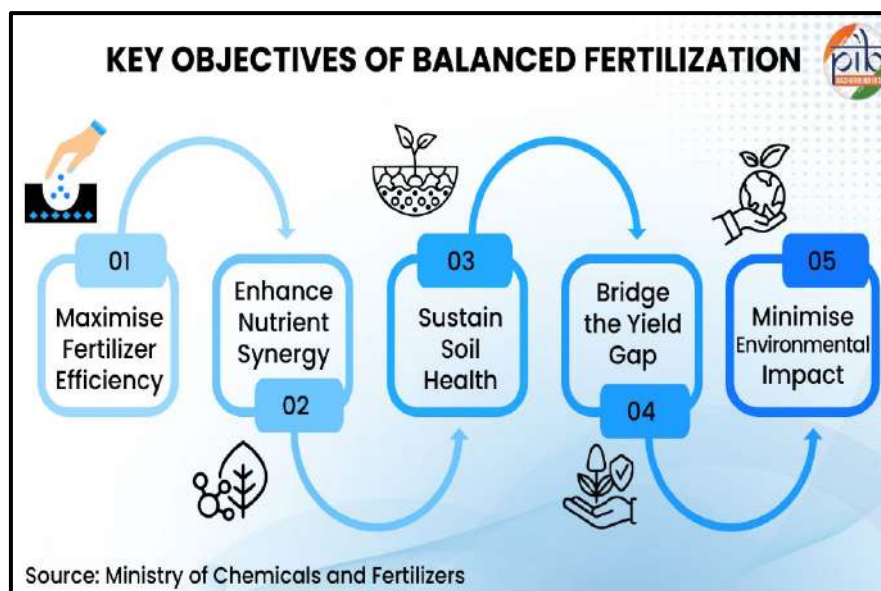 KEY OBJECTIVES OF BALANCED FERTILIZATION
pib
01
Maximise
Fertilizer
Efficiency
Enhance
Nutrient
Synergy
02
03
Sustain
Soil
Health
Bridge
the Yield
Gap
04
05
Minimise
Environmental
Impact
Source: Ministry of Chemicals and Fertilizers